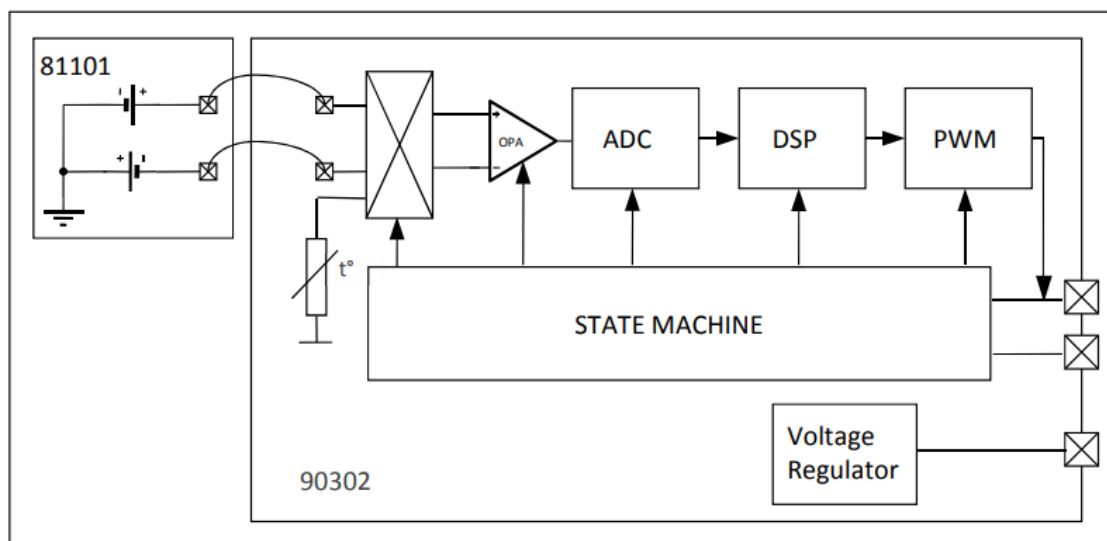 81101
- +
+ -
t°
+
OPA
−
ADC
DSP
PWM
STATE MACHINE
Voltage
Regulator
90302